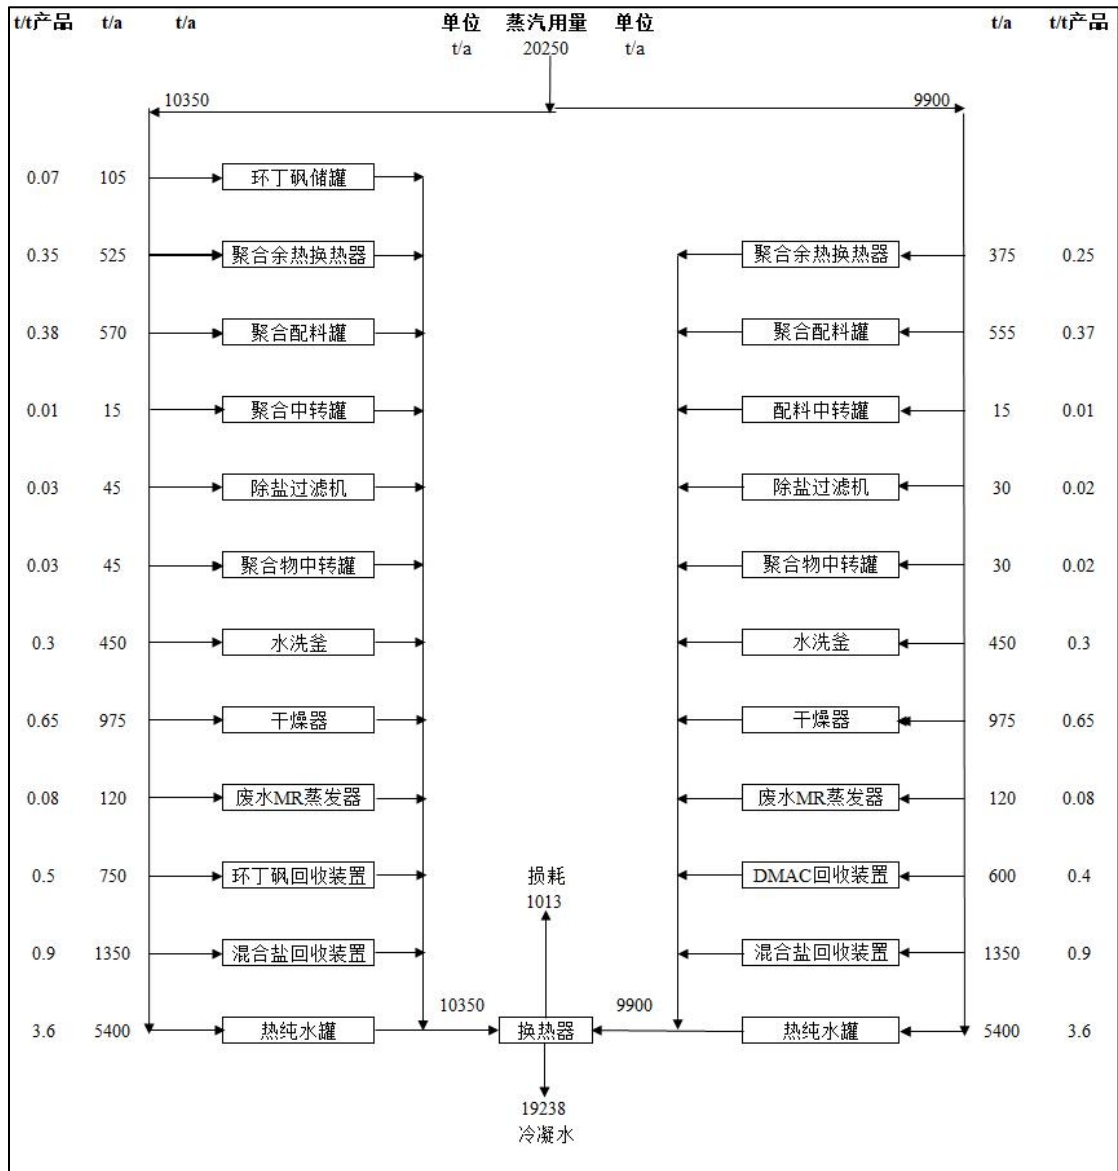 t/t产品 t/a t/a 单位 蒸汽用量 单位 t/a t/t产品
t/a 20250 t/a
10350 9900
0.07 105 环丁砜储罐
0.35 525 聚合余热换热器 聚合余热换热器 375 0.25
0.38 570 聚合配料罐 聚合配料罐 555 0.37
0.01 15 聚合中转罐 配料中转罐 15 0.01
0.03 45 除盐过滤机 除盐过滤机 30 0.02
0.03 45 聚合物中转罐 聚合物中转罐 30 0.02
0.3 450 水洗釜 水洗釜 450 0.3
0.65 975 干燥器 干燥器 975 0.65
0.08 120 废水MR蒸发器 废水MR蒸发器 120 0.08
0.5 750 环丁砜回收装置 损耗 DMAC回收装置 600 0.4
1013
0.9 1350 混合盐回收装置 混合盐回收装置 1350 0.9
10350 9900
3.6 5400 热纯水罐 换热器 热纯水罐 5400 3.6
19238
冷凝水